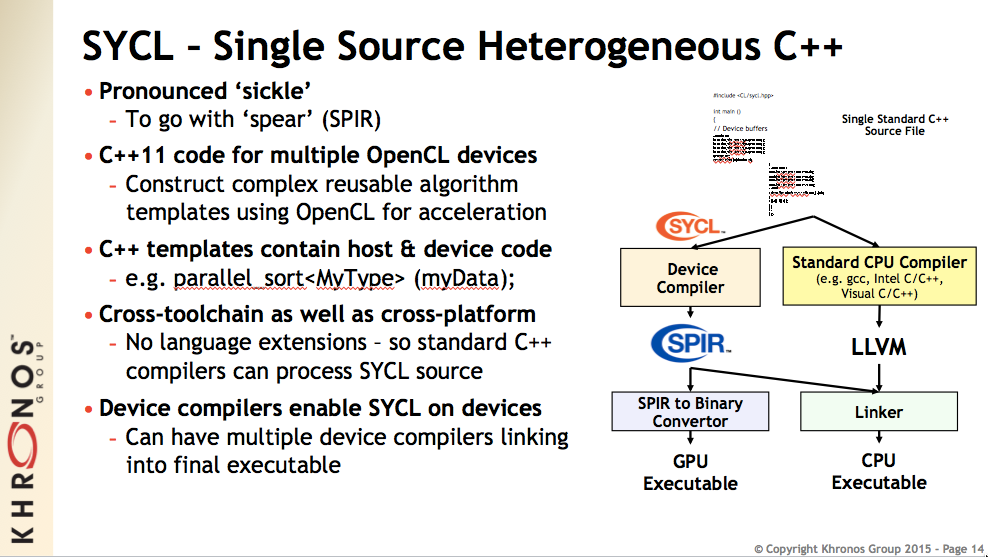 SYCL – Single Source Heterogeneous C++
• Pronounced ‘sickle’
- To go with ‘spear’ (SPIR)
• C++11 code for multiple OpenCL devices
- Construct complex reusable algorithm
templates using OpenCL for acceleration
• C++ templates contain host & device code
- e.g. parallel_sort<MyType> (myData);
• Cross-toolchain as well as cross-platform
- No language extensions – so standard C++
compilers can process SYCL source
• Device compilers enable SYCL on devices
- Can have multiple device compilers linking
into final executable
#include <CL/sycl.hpp>
int main ()
{
// Device buffers
Single Standard C++
Source File
SYCL™
Device
Compiler
Standard CPU Compiler
(e.g. gcc, Intel C/C++,
Visual C/C++)
SPIR™
LLVM
SPIR to Binary
Convertor
Linker
GPU
Executable
CPU
Executable
KHRONOS™
GROUP
© Copyright Khronos Group 2015 - Page 14